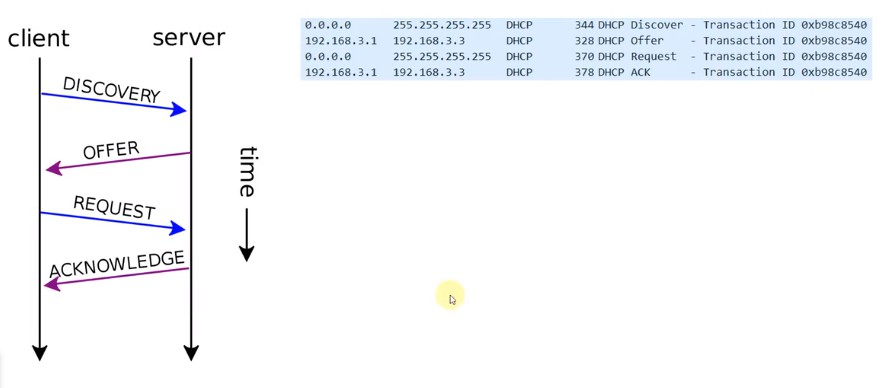 client
server
DISCOVERY
OFFER
REQUEST
ACKNOWLEDGE
time
0.0.0.0 255.255.255.255 DHCP 344 DHCP Discover - Transaction ID 0xb98c8540
192.168.3.1 192.168.3.3 DHCP 328 DHCP Offer - Transaction ID 0xb98c8540
0.0.0.0 255.255.255.255 DHCP 370 DHCP Request - Transaction ID 0xb98c8540
192.168.3.1 192.168.3.3 DHCP 378 DHCP ACK - Transaction ID 0xb98c8540